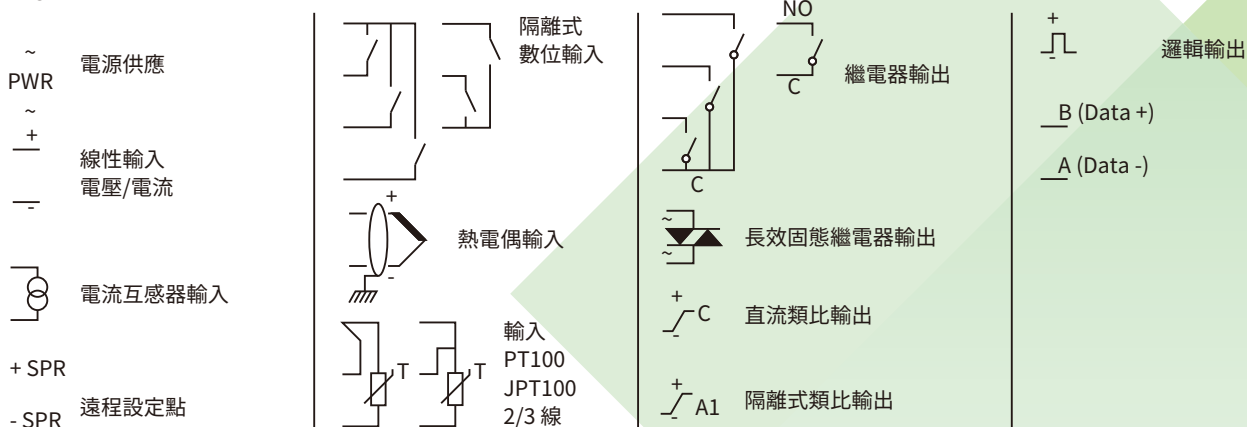 ~
PWR
~
電源供應
+
-
線性輸入
電壓/電流
電流互感器輸入
+ SPR
- SPR
遠程設定點
隔離式
數位輸入
+
-
熱電偶輸入
T
T
輸入
PT100
JPT100
2/3 線
C
NO
C
繼電器輸出
~
~
長效固態繼電器輸出
+
C
-
直流類比輸出
+
A1
-
隔離式類比輸出
+
-
邏輯輸出
B (Data +)
A (Data -)